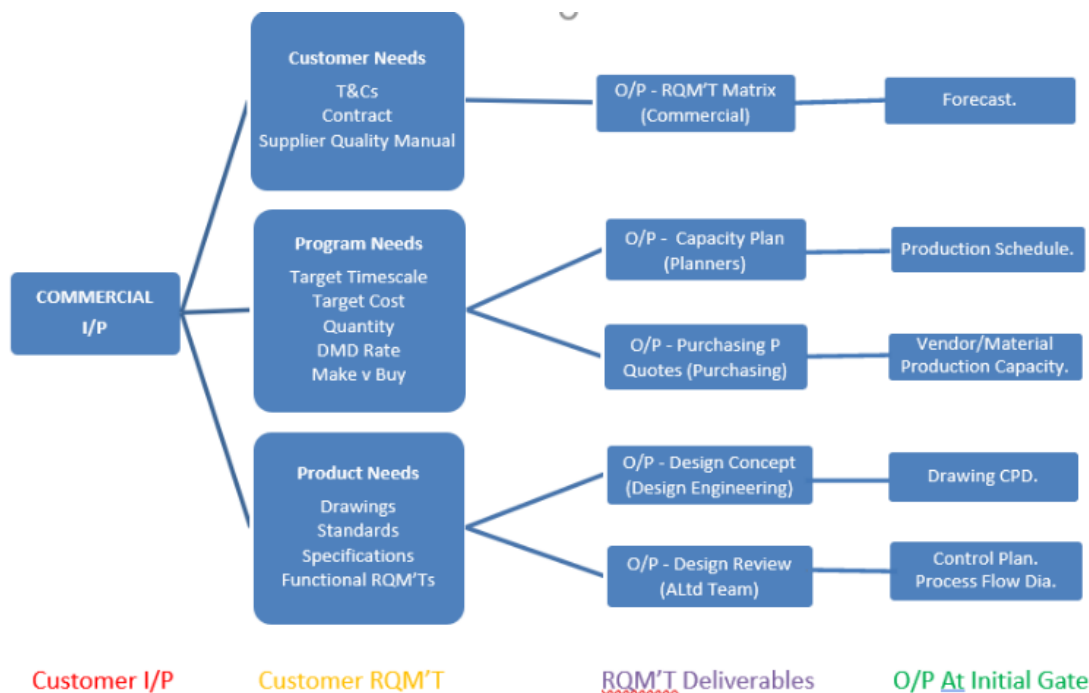 COMMERCIAL
I/P
Customer Needs
T&Cs
Contract
Supplier Quality Manual
Program Needs
Target Timescale
Target Cost
Quantity
DMD Rate
Make v Buy
Product Needs
Drawings
Standards
Specifications
Functional RQM'Ts
O/P - RQM'T Matrix
(Commercial)
O/P -  Capacity Plan
(Planners)
O/P - Purchasing P
Quotes (Purchasing)
O/P - Design Concept
(Design Engineering)
O/P - Design Review
(ALtd Team)
Forecast.
Production Schedule.
Vendor/Material
Production Capacity.
Drawing CPD.
Control Plan.
Process Flow Dia.
Customer I/P
Customer RQM'T
RQM'T Deliverables
O/P At Initial Gate